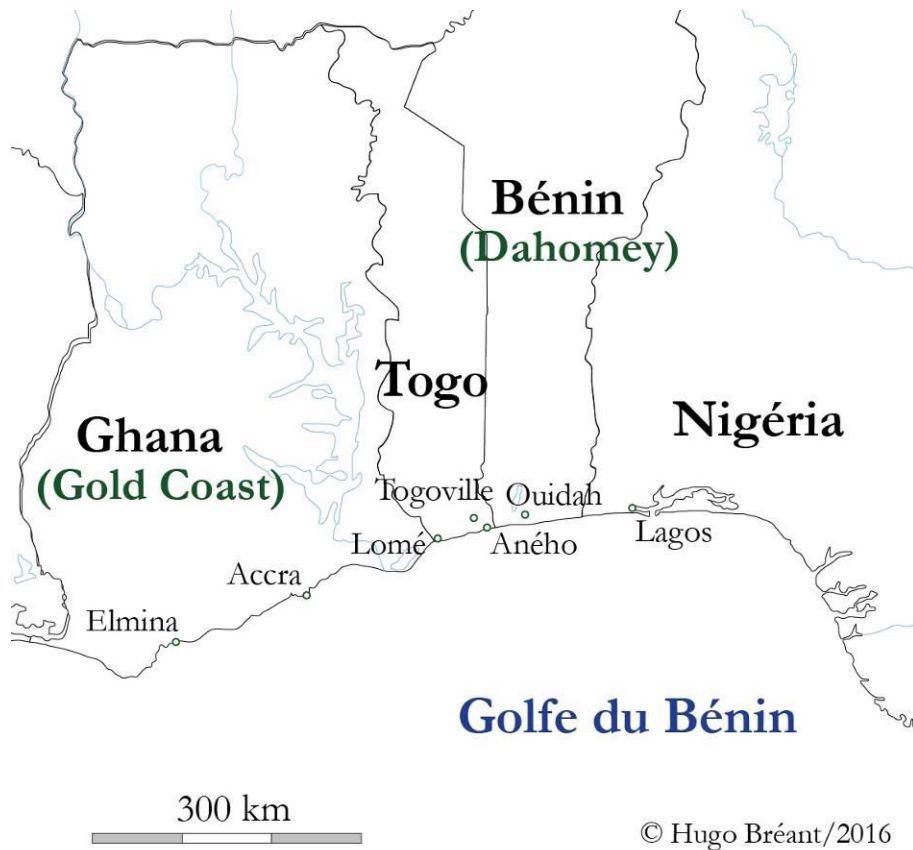 Bénin
(Dahomey)
Togo
Ghana
(Gold Coast)
Nigéria
Togoville
Ouidah
Lomé
Aného
Lagos
Accra
Elmina
Golfe du Bénin
300 km
© Hugo Bréant/2016